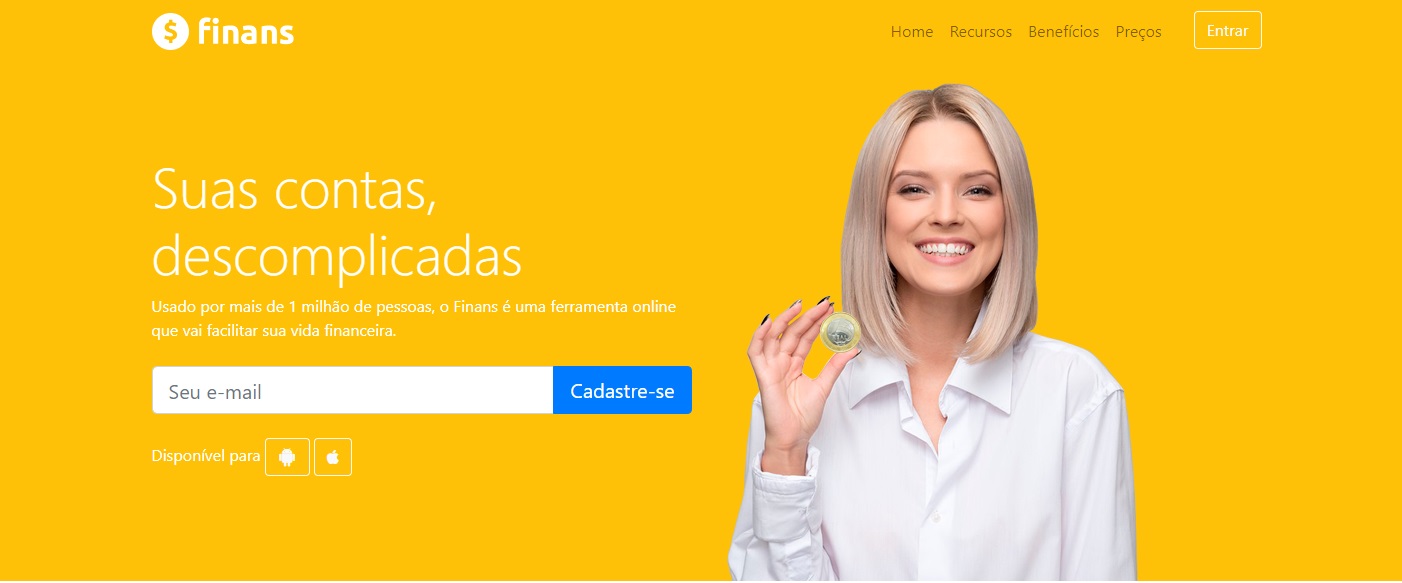 $ finans
Home Recursos Benefícios Preços Entrar
Suas contas,
descomplicadas
Usado por mais de 1 milhão de pessoas, o Finans é uma ferramenta online
que vai facilitar sua vida financeira.
Seu e-mail Cadastre-se
Disponível para